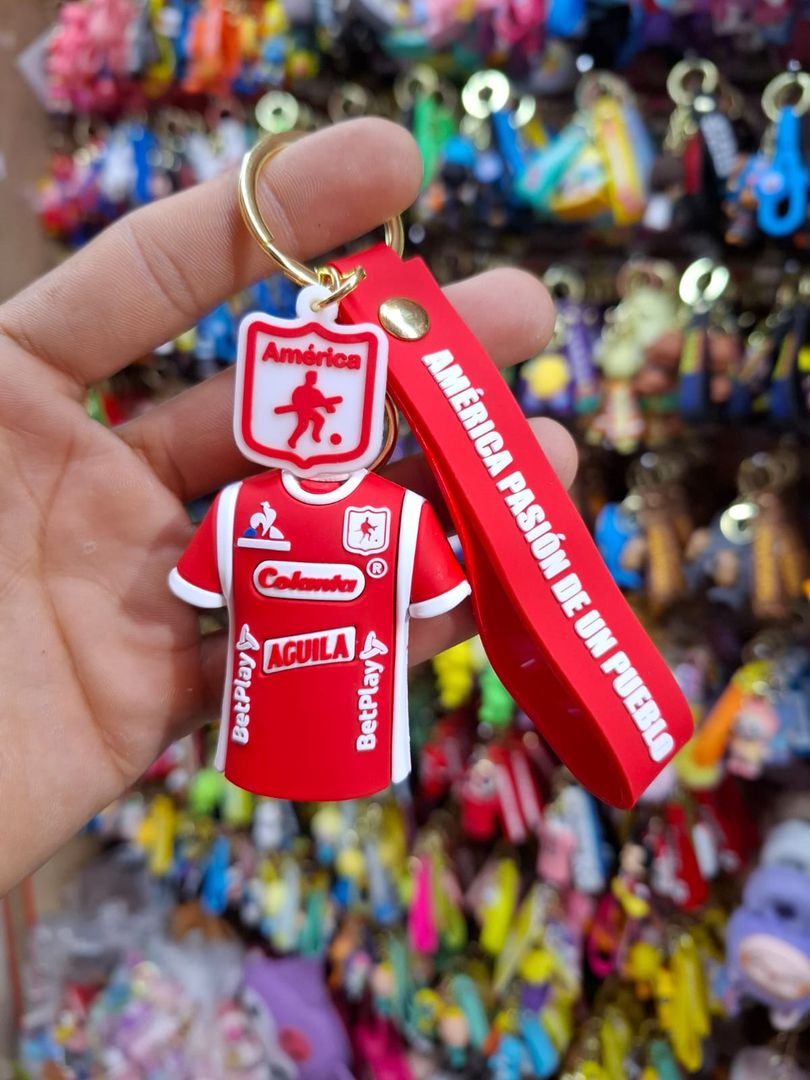 América
Colanta
®
AGUILA
BetPlay
BetPlay
AMÉRICA PASIÓN DE UN PUEBLO